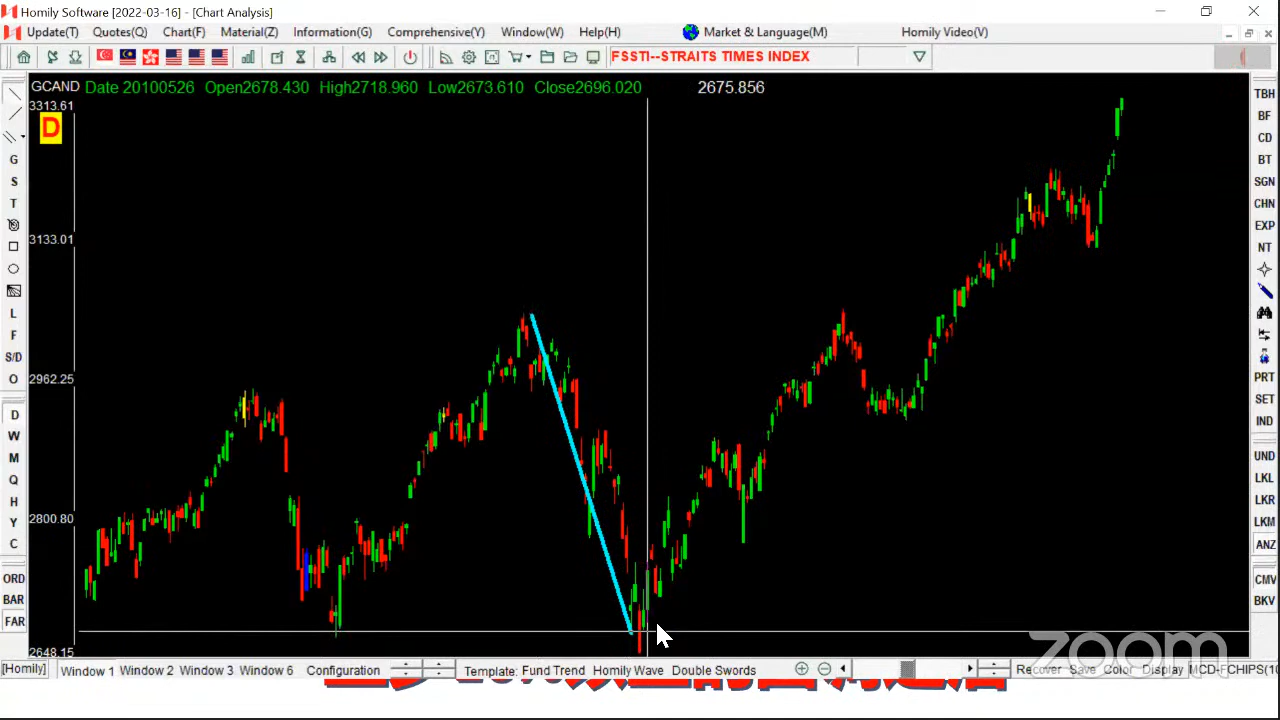 Homily Software [2022-03-16] - [Chart Analysis]
Update(T) Quotes(Q) Chart(F) Material(Z) Information(G) Comprehensive(Y) Window(W) Help(H) Market & Language(M) Homily Video(V)
FSSTI--STRAITS TIMES INDEX
GCAND Date 20100526 Open2678.430 High2718.960 Low2673.610 Close2696.020 2675.856
3313.61
D
3133.01
2962.25
2800.80
2648.15
G
S
T
L
F
S/D
O
D
W
M
Q
H
Y
C
ORD
BAR
FAR
TBH
BF
CD
BT
SGN
CHN
EXP
NT
PRT
SET
IND
UND
LKL
LKR
LKM
ANZ
CMV
BKV
zoom
[Homily] Window 1 Window 2 Window 3 Window 6 Configuration Template: Fund Trend Homily Wave Double Swords Recover Save Color Display MCD-FCHIPS(10